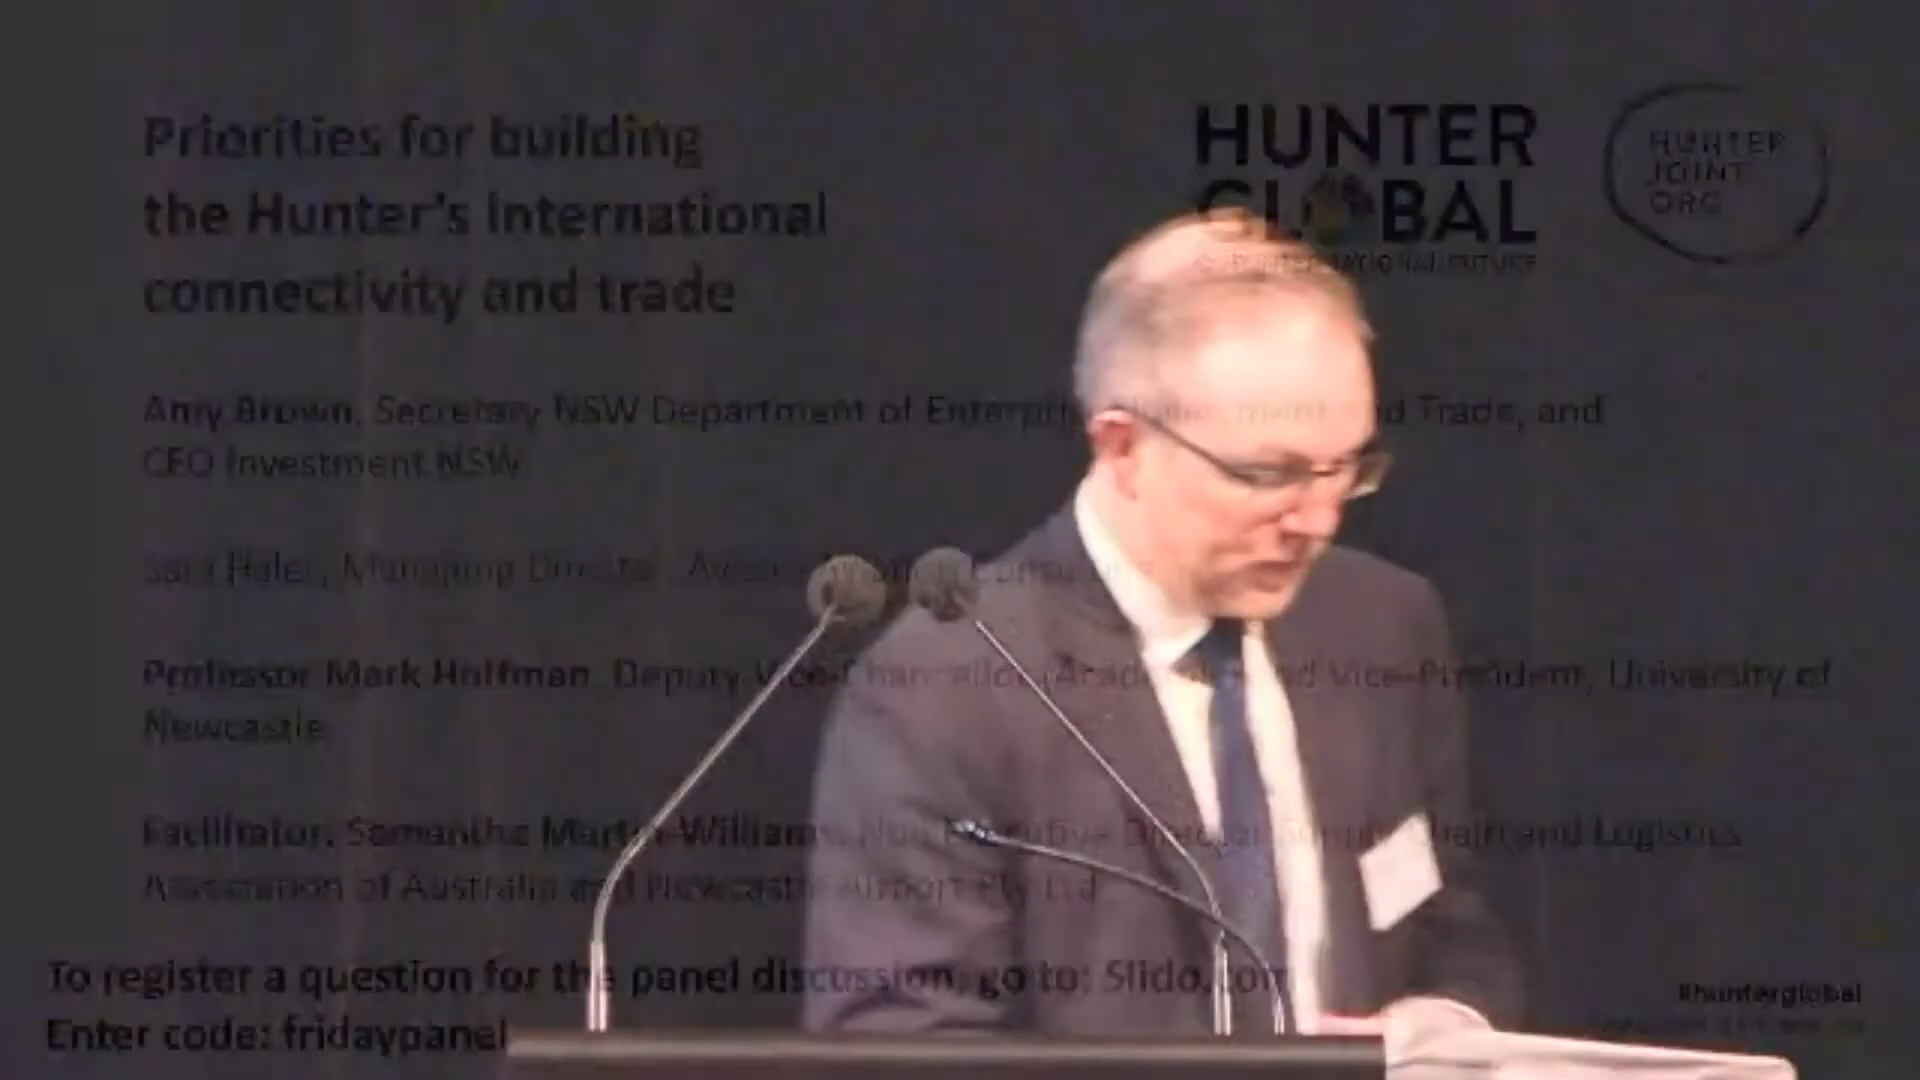 Priorities for building
the Hunter's international
connectivity and trade
HUNTER
GLOBAL
HUNTER
JOINT
ORG
Amy Brown, Secretary NSW Department of and Trade, and
CEO Investment NSW
Managing
Professor Mark Hoffman, Deputy Vice-Chancellor (Academic) and Vice-President, University of
Newcastle
Facilitator, Samantha Martin-Williams, Non Executive Director Supply Chain and Logistics
Association of Australia and Newcastle Airport Pty Ltd
To register a question for the panel discussion, go to: Slido.com
Enter code: fridaypanel
#hunterglobal